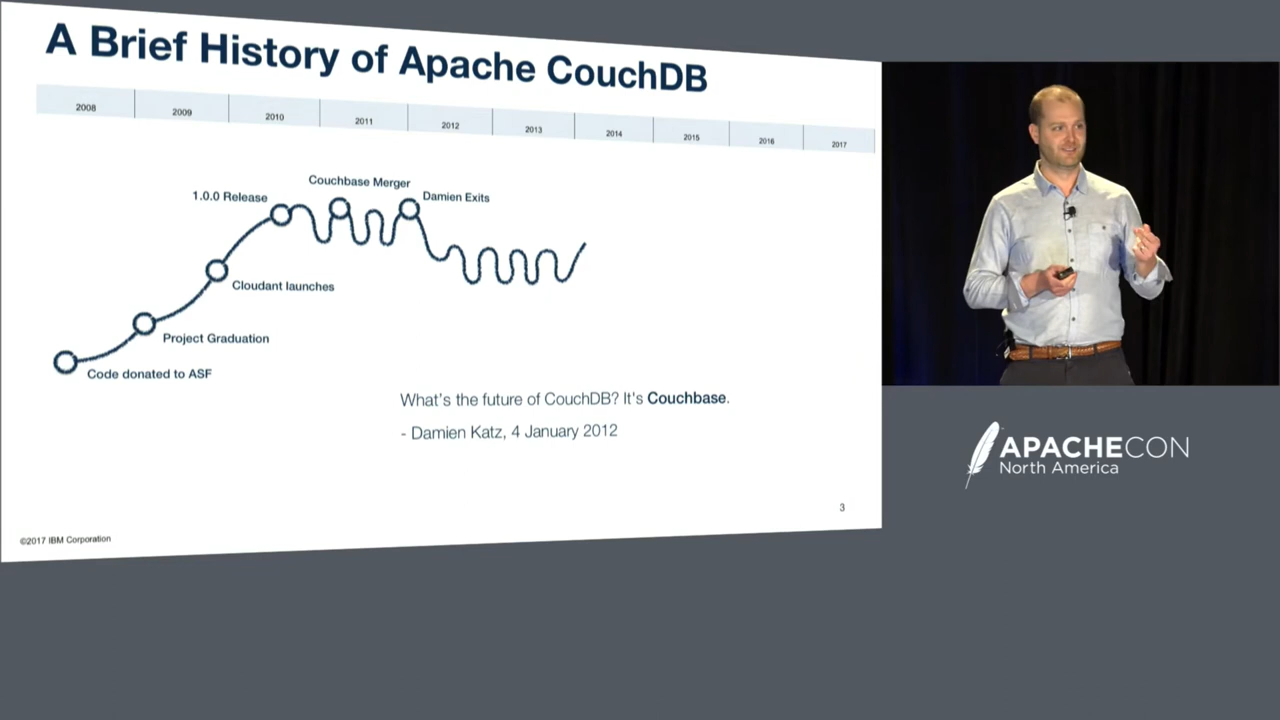 A Brief History of Apache CouchDB
2008 2009 2010 2011 2012 2013 2014 2015 2016 2017
Couchbase Merger
1.0.0 Release
Damien Exits
Cloudant launches
Project Graduation
Code donated to ASF
What's the future of CouchDB? It's Couchbase.
- Damien Katz, 4 January 2012
3
©2017 IBM Corporation
APACHECON
North America